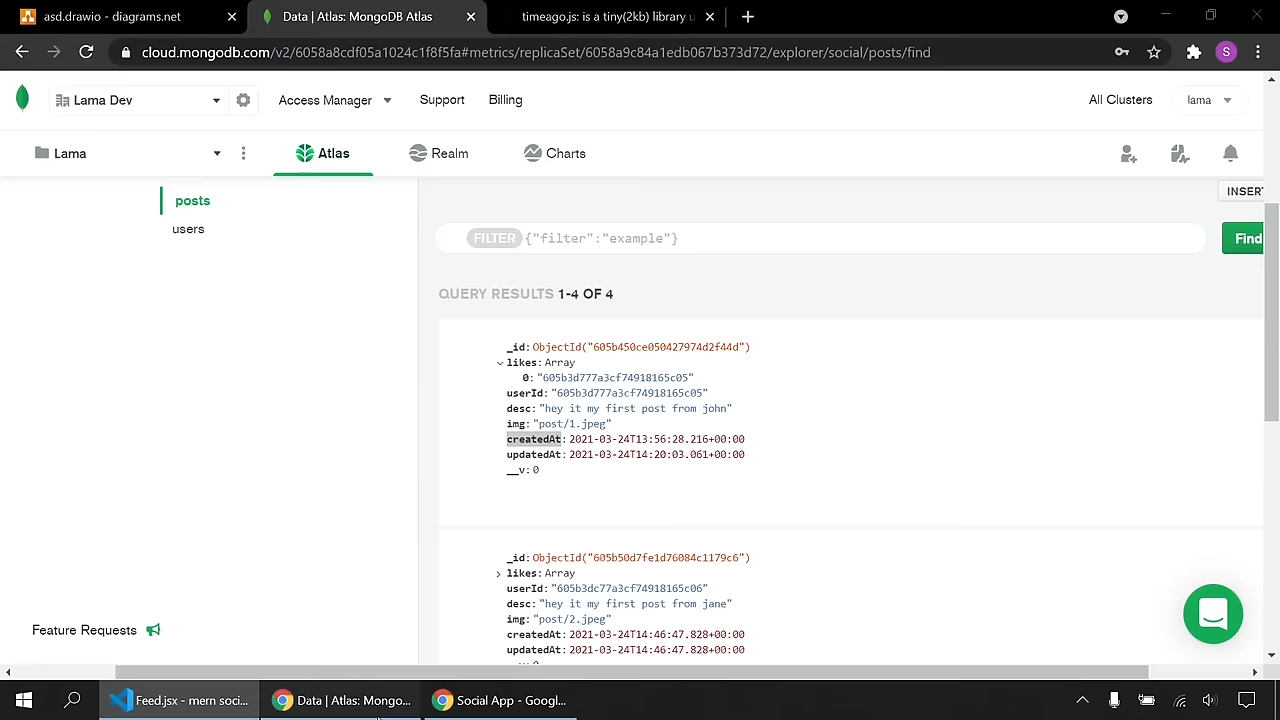 asd.drawio - diagrams.net
Data | Atlas: MongoDB Atlas
timeago.js: is a tiny(2kb) library u
cloud.mongodb.com/v2/6058a8cdf05a1024c1f8f5fa#metrics/replicaSet/6058a9c84a1edb067b373d72/explorer/social/posts/find
S
Lama Dev
Access Manager
Support
Billing
All Clusters
lama
Lama
Atlas
Realm
Charts
posts
users
INSERT
FILTER {"filter":"example"}
Find
QUERY RESULTS 1-4 OF 4
_id: ObjectId("605b450ce050427974d2f44d")
likes: Array
0: "605b3d777a3cf74918165c05"
userId: "605b3d777a3cf74918165c05"
desc: "hey it my first post from john"
img: "post/1.jpeg"
createdAt: 2021-03-24T13:56:28.216+00:00
updatedAt: 2021-03-24T14:20:03.061+00:00
__v: 0
_id: ObjectId("605b50d7fe1d76084c1179c6")
likes: Array
userId: "605b3dc77a3cf74918165c06"
desc: "hey it my first post from jane"
img: "post/2.jpeg"
createdAt: 2021-03-24T14:46:47.828+00:00
updatedAt: 2021-03-24T14:46:47.828+00:00
__v: 0
Feature Requests
Feed.jsx - mern soci...
Data | Atlas: Mongo...
Social App - Googl...